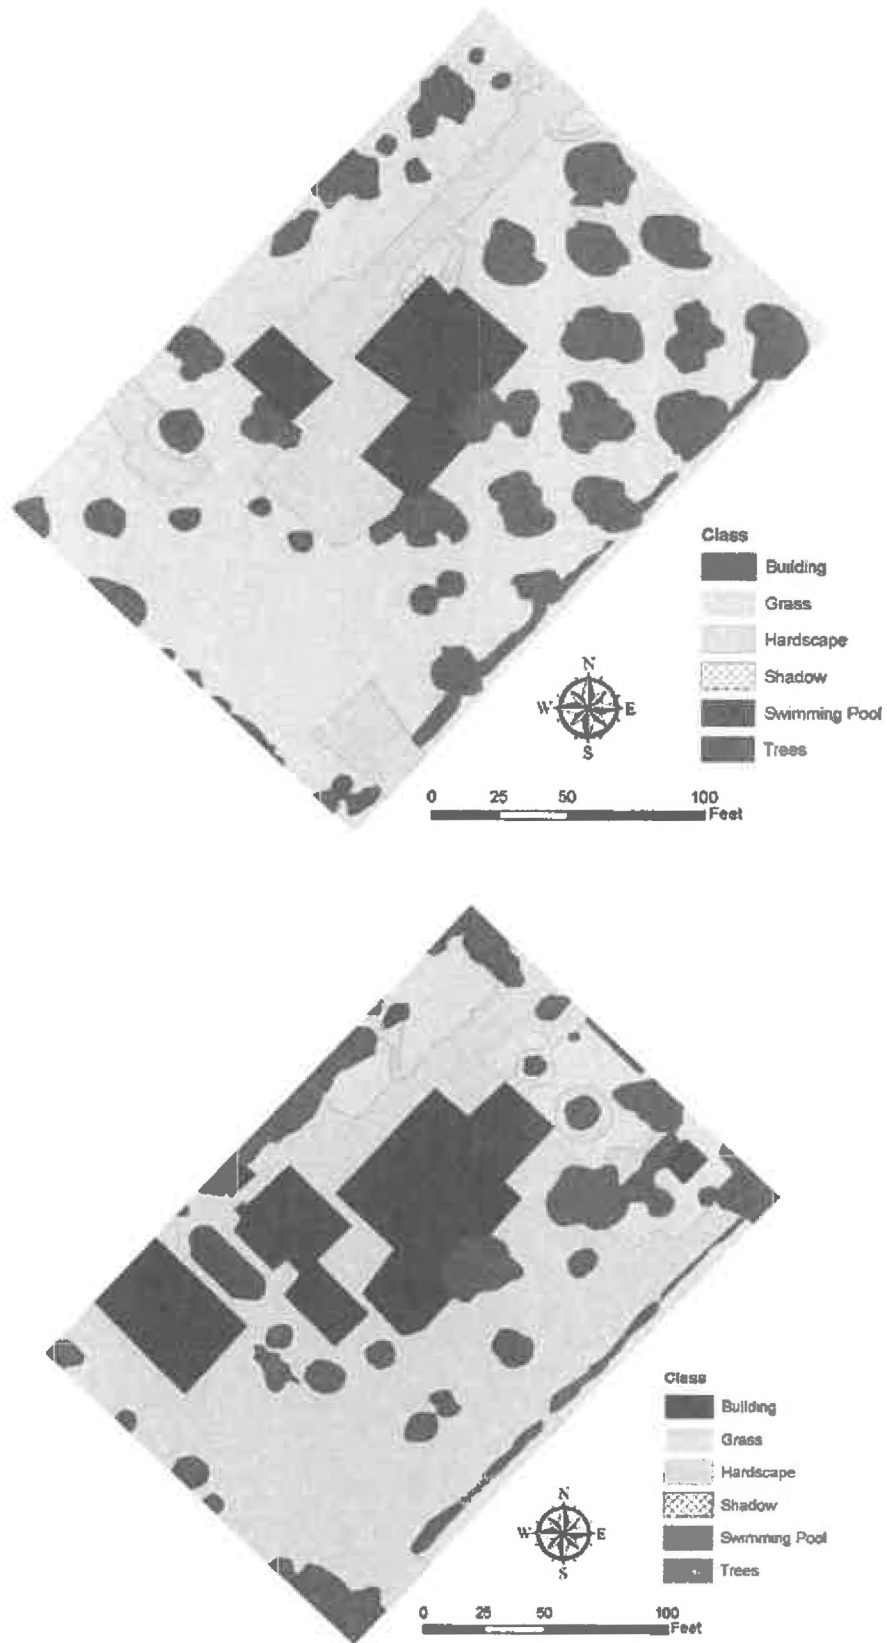 Class
Building
Grass
Hardscape
Shadow
Swimming Pool
Trees
N
W E
S
0 25 50 100
Feet
Class
Building
Grass
Hardscape
Shadow
Swimming Pool
Trees
N
W E
S
0 25 50 100
Feet